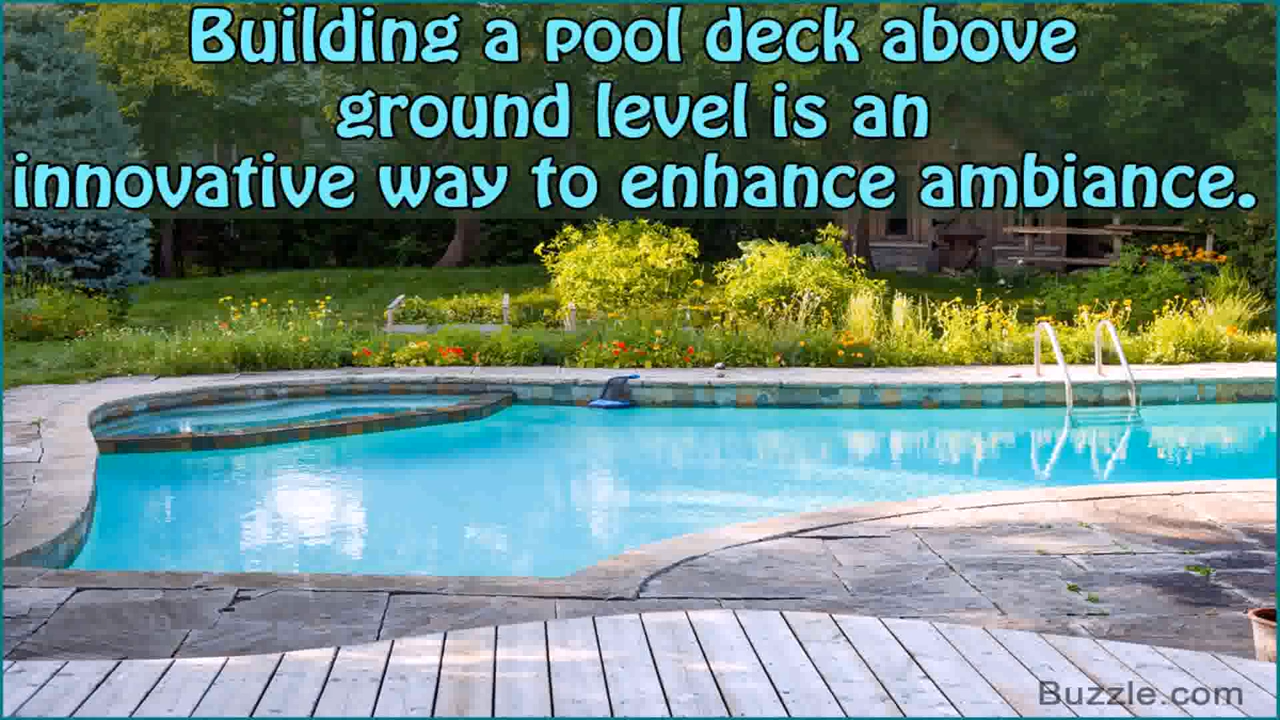 Building a pool deck above
ground level is an
innovative way to enhance ambiance.
Buzzle.com